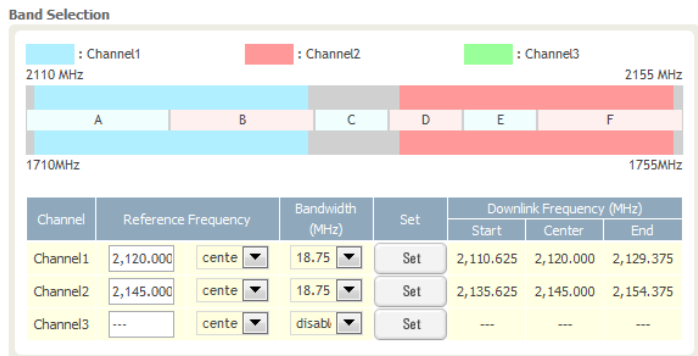 Band Selection
: Channel1 : Channel2 : Channel3
2110 MHz 2155 MHz
A B C D E F
1710MHz 1755MHz
Channel Reference Frequency Bandwidth (MHz) Set Downlink Frequency (MHz)
Start Center End
Channel1 2,120.000 cente 18.75 Set 2,110.625 2,120.000 2,129.375
Channel2 2,145.000 cente 18.75 Set 2,135.625 2,145.000 2,154.375
Channel3 --- cente disabl Set --- --- ---